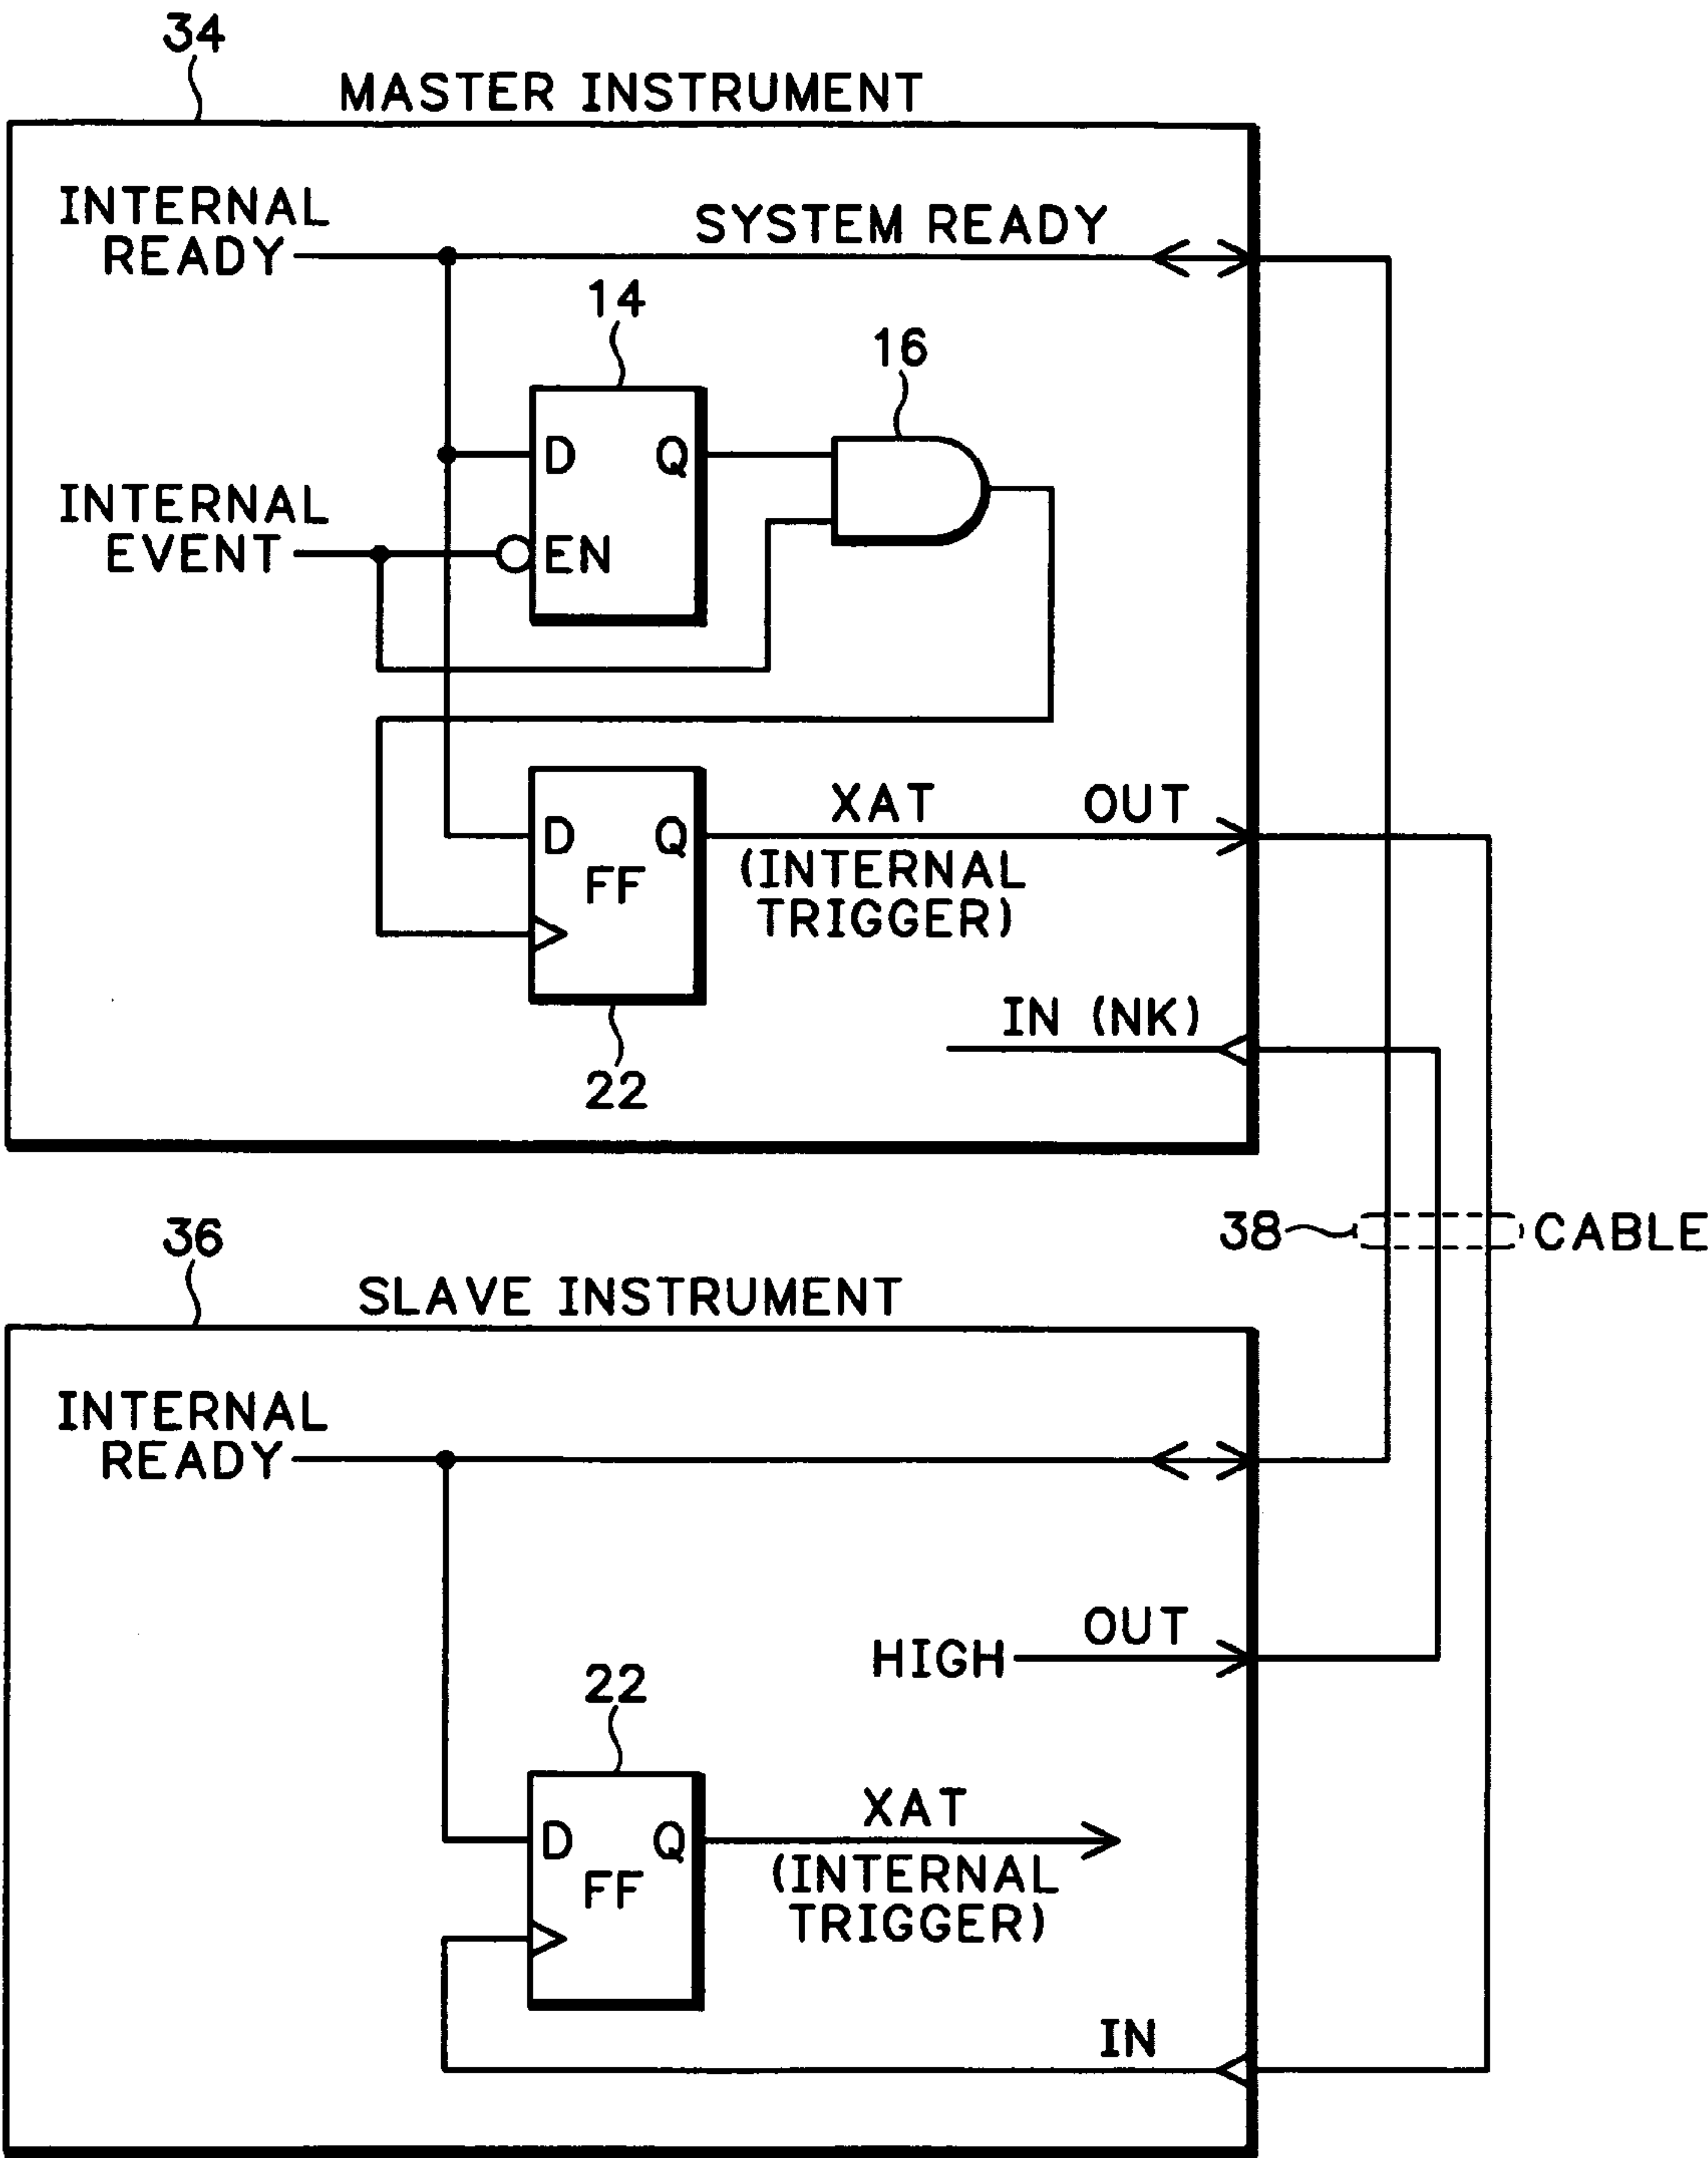 34
MASTER INSTRUMENT
INTERNAL
READY
SYSTEM READY
14
16
D
Q
INTERNAL
EVENT
EN
D
Q
FF
XAT
OUT
(INTERNAL
TRIGGER)
IN (NK)
22
38
CABLE
36
SLAVE INSTRUMENT
INTERNAL
READY
OUT
HIGH
22
D
Q
FF
XAT
(INTERNAL
TRIGGER)
IN